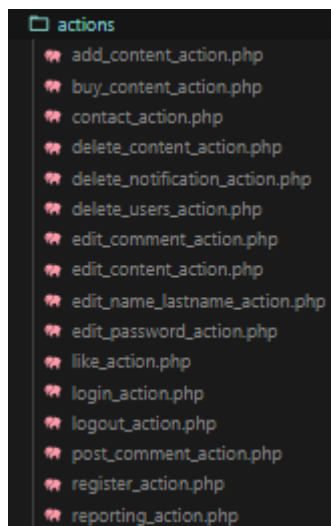 actions
add_content_action.php
buy_content_action.php
contact_action.php
delete_content_action.php
delete_notification_action.php
delete_users_action.php
edit_comment_action.php
edit_content_action.php
edit_name_lastname_action.php
edit_password_action.php
like_action.php
login_action.php
logout_action.php
post_comment_action.php
register_action.php
reporting_action.php